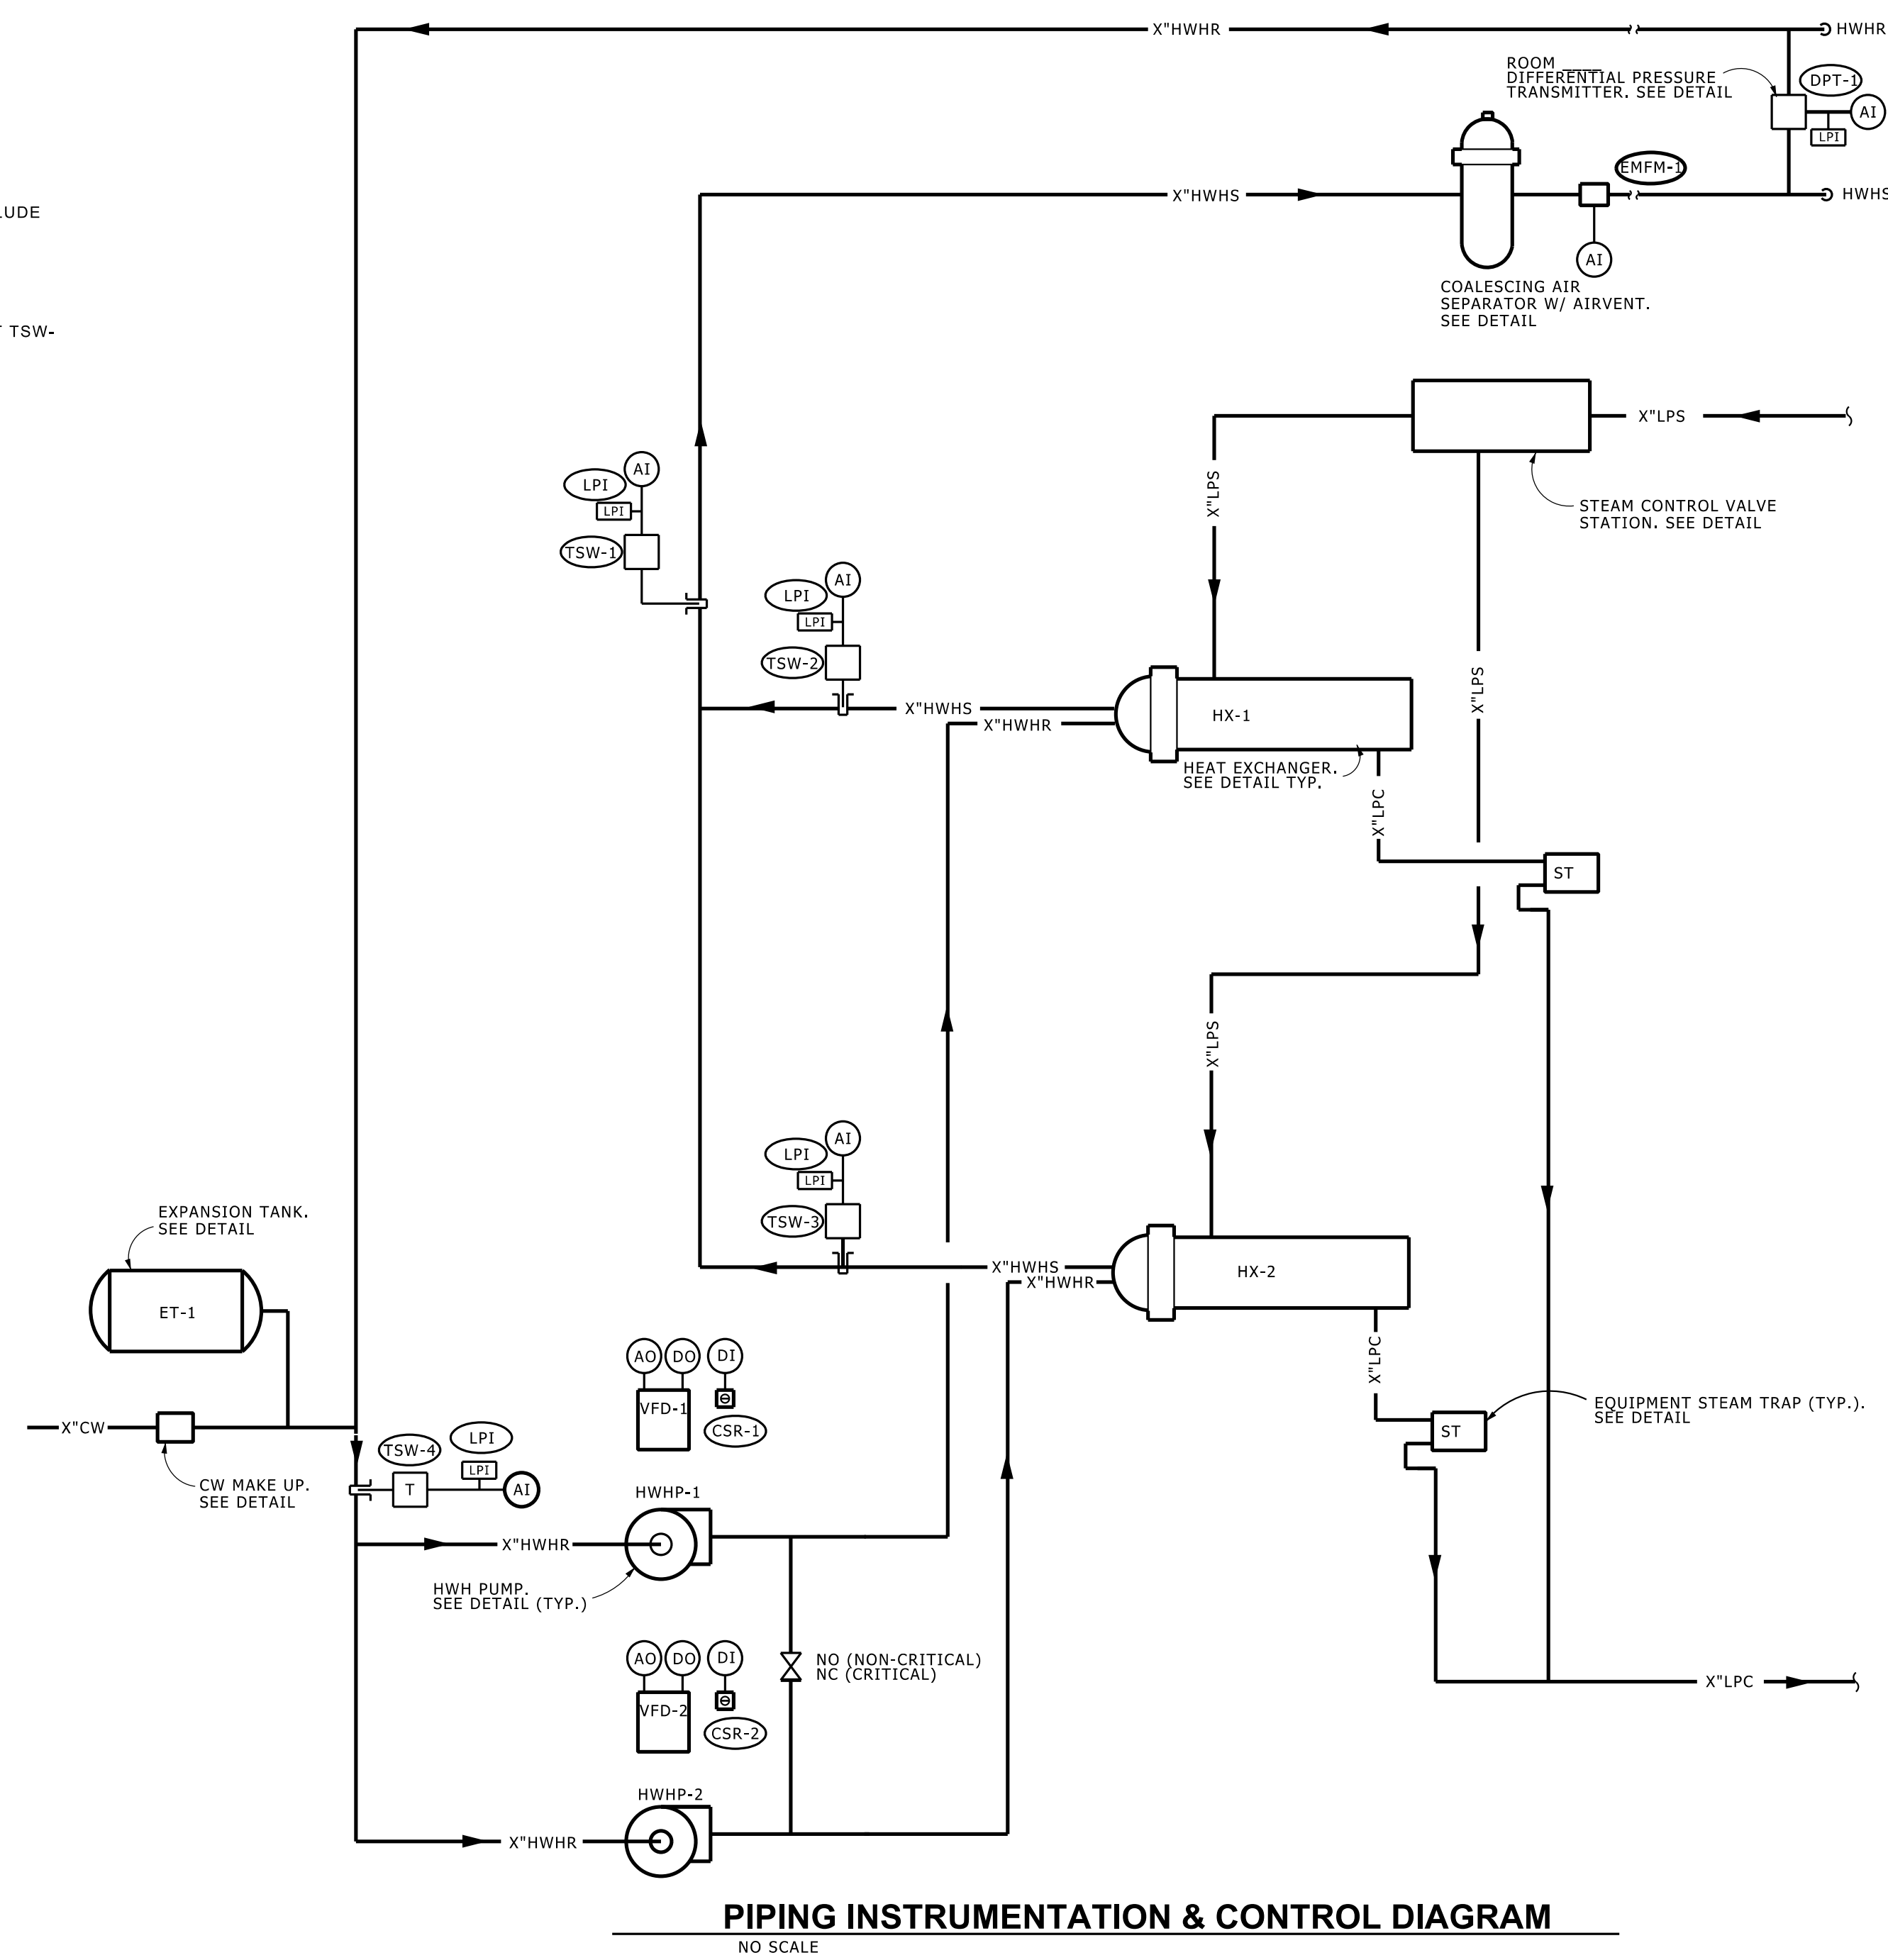 X"HWHR
HWHR
ROOM ____
DIFFERENTIAL PRESSURE
TRANSMITTER. SEE DETAIL
DPT-1
AI
LPI
EMFM-1
X"HWHS
HWHS
LUDE
AI
COALESCING AIR
SEPARATOR W/ AIRVENT.
SEE DETAIL
T TSW-
X"LPS
X"LPS
STEAM CONTROL VALVE
STATION. SEE DETAIL
AI
LPI
LPI
TSW-1
AI
LPI
LPI
TSW-2
X"LPS
X"HWHS
X"HWHR
HX-1
HEAT EXCHANGER.
SEE DETAIL TYP.
X"LPC
ST
X"LPS
AI
LPI
LPI
TSW-3
EXPANSION TANK.
SEE DETAIL
X"HWHS
X"HWHR
HX-2
ET-1
X"LPC
AO
DO
DI
VFD-1
CSR-1
EQUIPMENT STEAM TRAP (TYP.).
SEE DETAIL
ST
X"CW
TSW-4
LPI
LPI
T
AI
CW MAKE UP.
SEE DETAIL
HWHP-1
X"HWHR
HWH PUMP.
SEE DETAIL (TYP.)
AO
DO
DI
NO (NON-CRITICAL)
NC (CRITICAL)
VFD-2
CSR-2
X"LPC
HWHP-2
X"HWHR
PIPING INSTRUMENTATION & CONTROL DIAGRAM
NO SCALE